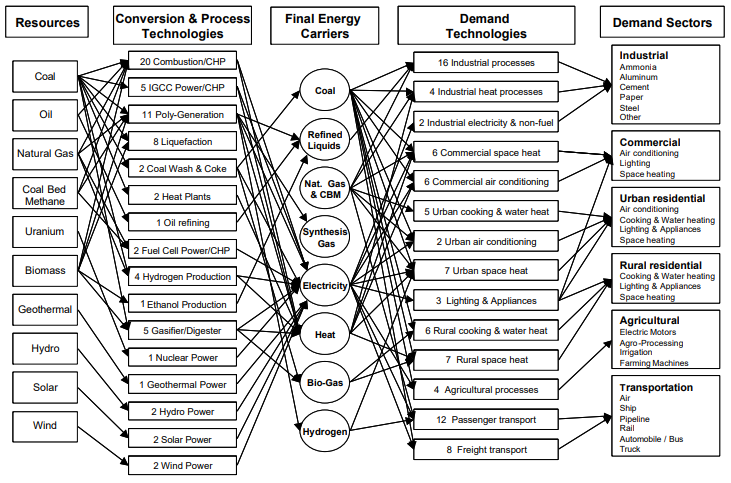 Resources
Conversion & Process
Technologies
Final Energy
Carriers
Demand
Technologies
Demand Sectors
Coal
Oil
Natural Gas
Coal Bed
Methane
Uranium
Biomass
Geothermal
Hydro
Solar
Wind
20 Combustion/CHP
5 IGCC Power/CHP
11 Poly-Generation
8 Liquefaction
2 Coal Wash & Coke
2 Heat Plants
1 Oil refining
2 Fuel Cell Power/CHP
4 Hydrogen Production
1 Ethanol Production
5 Gasifier/Digester
1 Nuclear Power
1 Geothermal Power
2 Hydro Power
2 Solar Power
2 Wind Power
Coal
Refined
Liquids
Nat. Gas
& CBM
Synthesis
Gas
Electricity
Heat
Bio-Gas
Hydrogen
16 Industrial processes
4 Industrial heat processes
2 Industrial electricity & non-fuel
6 Commercial space heat
6 Commercial air conditioning
5 Urban cooking & water heat
2 Urban air conditioning
7 Urban space heat
3 Lighting & Appliances
6 Rural cooking & water heat
7 Rural space heat
4 Agricultural processes
12 Passenger transport
8 Freight transport
Industrial
Ammonia
Aluminum
Cement
Paper
Steel
Other
Commercial
Air conditioning
Lighting
Space heating
Urban residential
Air conditioning
Cooking & Water heating
Lighting & Appliances
Space heating
Rural residential
Cooking & Water heating
Lighting & Appliances
Space heating
Agricultural
Electric Motors
Agro-Processing
Irrigation
Farming Machines
Transportation
Air
Ship
Pipeline
Rail
Automobile / Bus
Truck